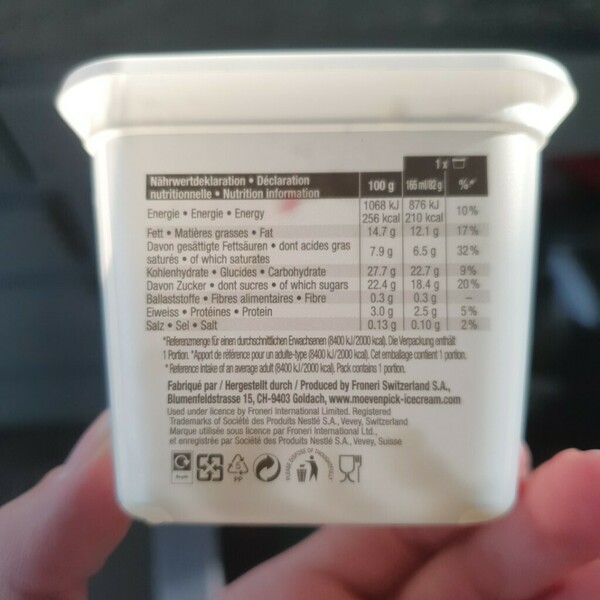 1x
Nährwertdeklaration • Déclaration
nutritionnelle • Nutrition information
100 g 165 ml/82 g %*
Energie • Energie • Energy 1068 kJ 876 kJ 10%
256 kcal 210 kcal
Fett • Matières grasses • Fat 14.7 g 12.1 g 17%
Davon gesättigte Fettsäuren • dont acides gras
saturés • of which saturates 7.9 g 6.5 g 32%
Kohlenhydrate • Glucides • Carbohydrate 27.7 g 22.7 g 9%
Davon Zucker • dont sucres • of which sugars 22.4 g 18.4 g 20%
Ballaststoffe • Fibres alimentaires • Fibre 0.3 g 0.3 g –
Eiweiss • Protéines • Protein 3.0 g 2.5 g 5%
Salz • Sel • Salt 0.13 g 0.10 g 2%
*Referenzmenge für einen durchschnittlichen Erwachsenen (8400 kJ/2000 kcal). Die Verpackung enthält
1 Portion. *Apport de référence pour un adulte-type (8400 kJ/2000 kcal). Cet emballage contient 1 portion.
*Reference intake of an average adult (8400 kJ/2000 kcal). Pack contains 1 portion.
Fabriqué par / Hergestellt durch / Produced by Froneri Switzerland S.A.,
Blumenfeldstrasse 15, CH-9403 Goldach, www.moevenpick-icecream.com
Used under licence by Froneri International Limited. Registered
Trademarks of Société des Produits Nestlé S.A., Vevey, Switzerland
Marque utilisée sous licence par Froneri International Ltd.,
et enregistrée par Société des Produits Nestlé S.A., Vevey, Suisse
5
PP